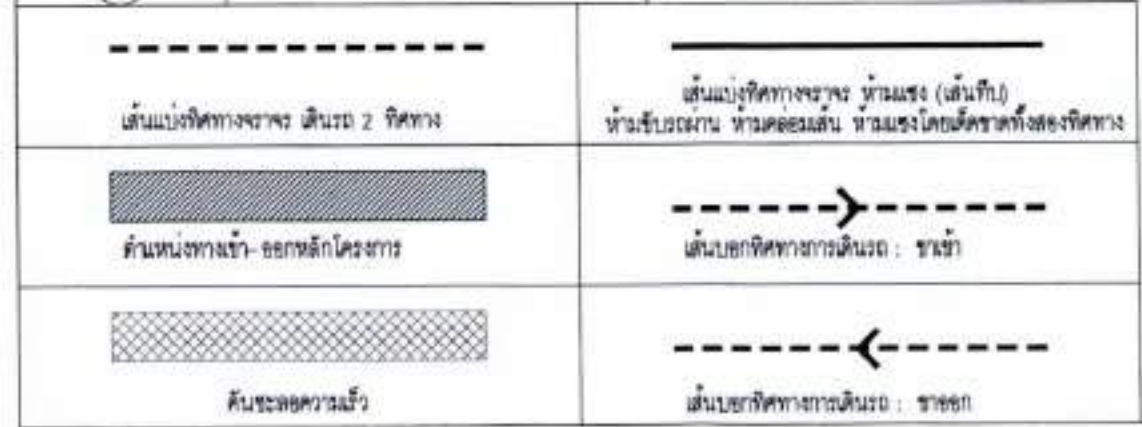 เส้นแบ่งทิศทางจราจร เดินรถ 2 ทิศทาง
เส้นแบ่งทิศทางจราจร ห้ามแซง (เส้นทึบ)
ห้ามขับรถผ่าน ห้ามคล่อมเส้น ห้ามแซงโดยเด็ดขาดทั้งสองทิศทาง
ตำแหน่งทางเข้า-ออกหลักโครงการ
เส้นบอกทิศทางการเดินรถ : ขาเข้า
คันชะลอความเร็ว
เส้นบอกทิศทางการเดินรถ : ขาออก